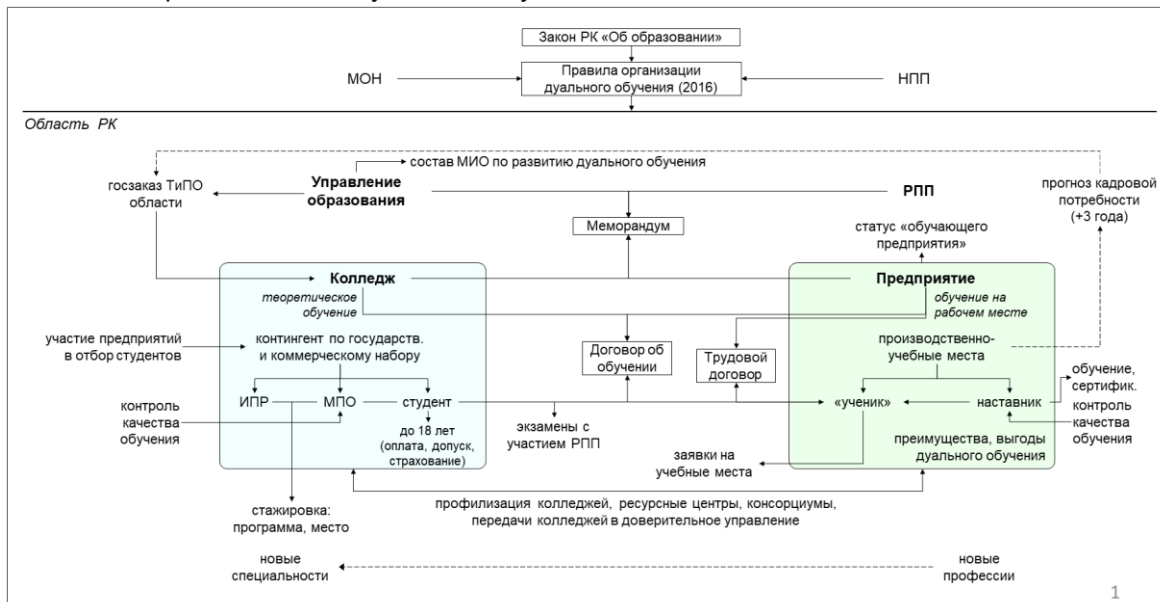 Закон РК «Об образовании»
МОН
Правила организации
дуального обучения (2016)
НПП
Область РК
состав МИО по развитию дуального обучения
госзаказ ТиПО
области
Управление
образования
РПП
прогноз кадровой
потребности
(+3 года)
Меморандум
статус «обучающего
предприятия»
Колледж
теоретическое
обучение
Предприятие
обучение на
рабочем месте
участие предприятий
в отбор студентов
контингент по государств.
и коммерческому набору
Договор об
обучении
Трудовой
договор
производственно-
учебные места
ИПР
МПО
студент
«ученик»
наставник
обучение,
сертифик.
контроль
качества
обучения
до 18 лет
(оплата, допуск,
страхование)
экзамены с
участием РПП
контроль
качества
обучения
преимущества, выгоды
дуального обучения
заявки на
учебные места
стажировка:
программа, место
профилизация колледжей, ресурсные центры, консорциумы,
передачи колледжей в доверительное управление
новые
специальности
новые
профессии
1